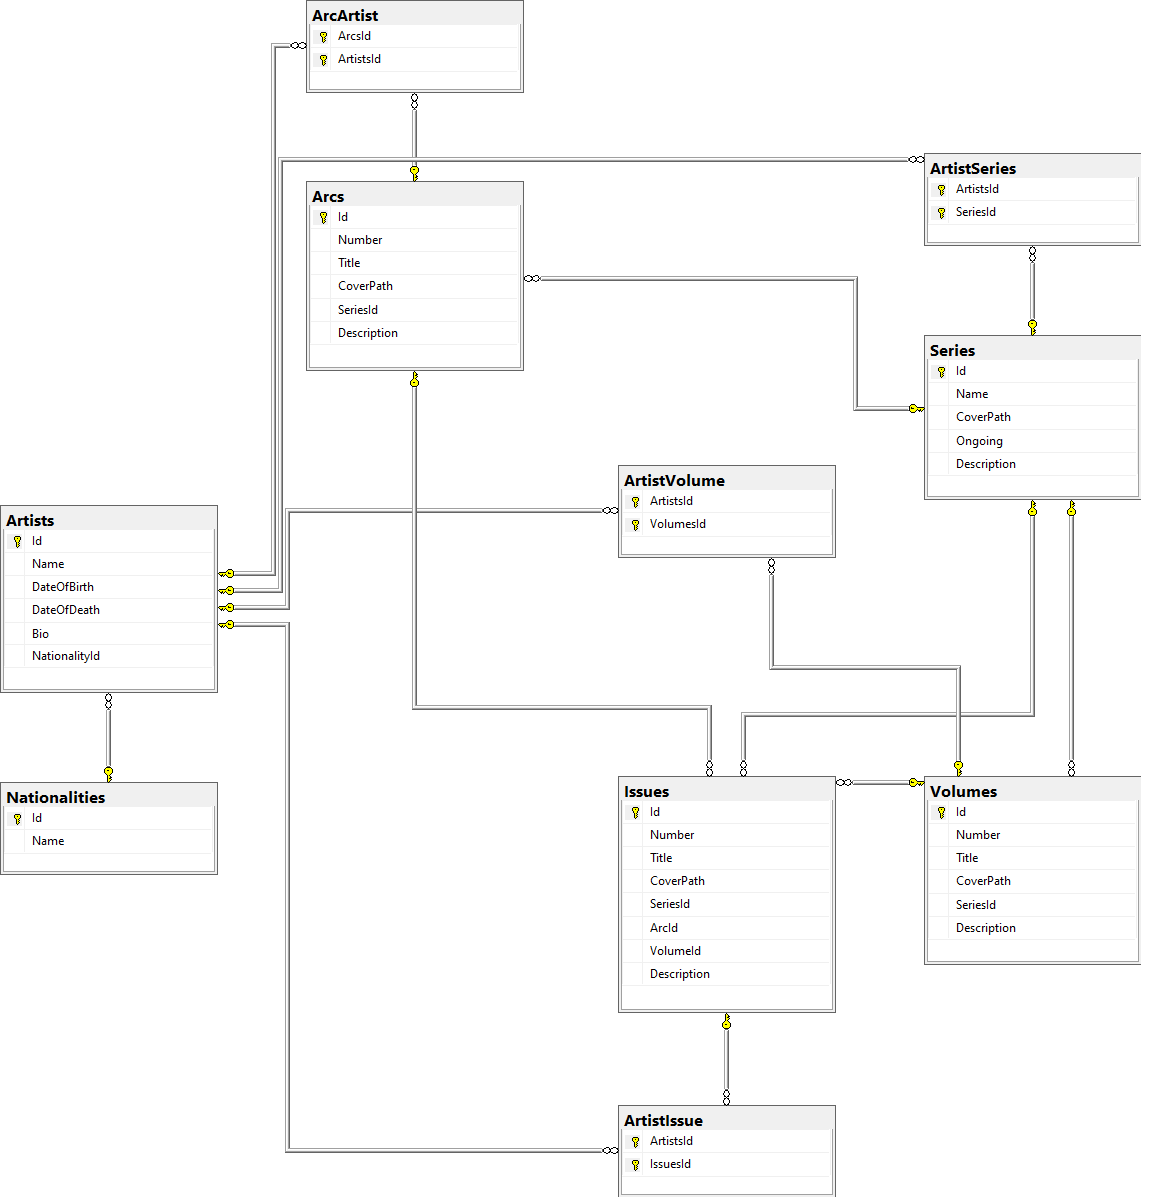 ArcArtist
ArcsId
ArtistsId
Arcs
Id
Number
Title
CoverPath
SeriesId
Description
ArtistSeries
ArtistsId
SeriesId
Series
Id
Name
CoverPath
Ongoing
Description
ArtistVolume
ArtistsId
VolumesId
Artists
Id
Name
DateOfBirth
DateOfDeath
Bio
NationalityId
Nationalities
Id
Name
Issues
Id
Number
Title
CoverPath
SeriesId
ArcId
VolumeId
Description
Volumes
Id
Number
Title
CoverPath
SeriesId
Description
ArtistIssue
ArtistsId
IssuesId